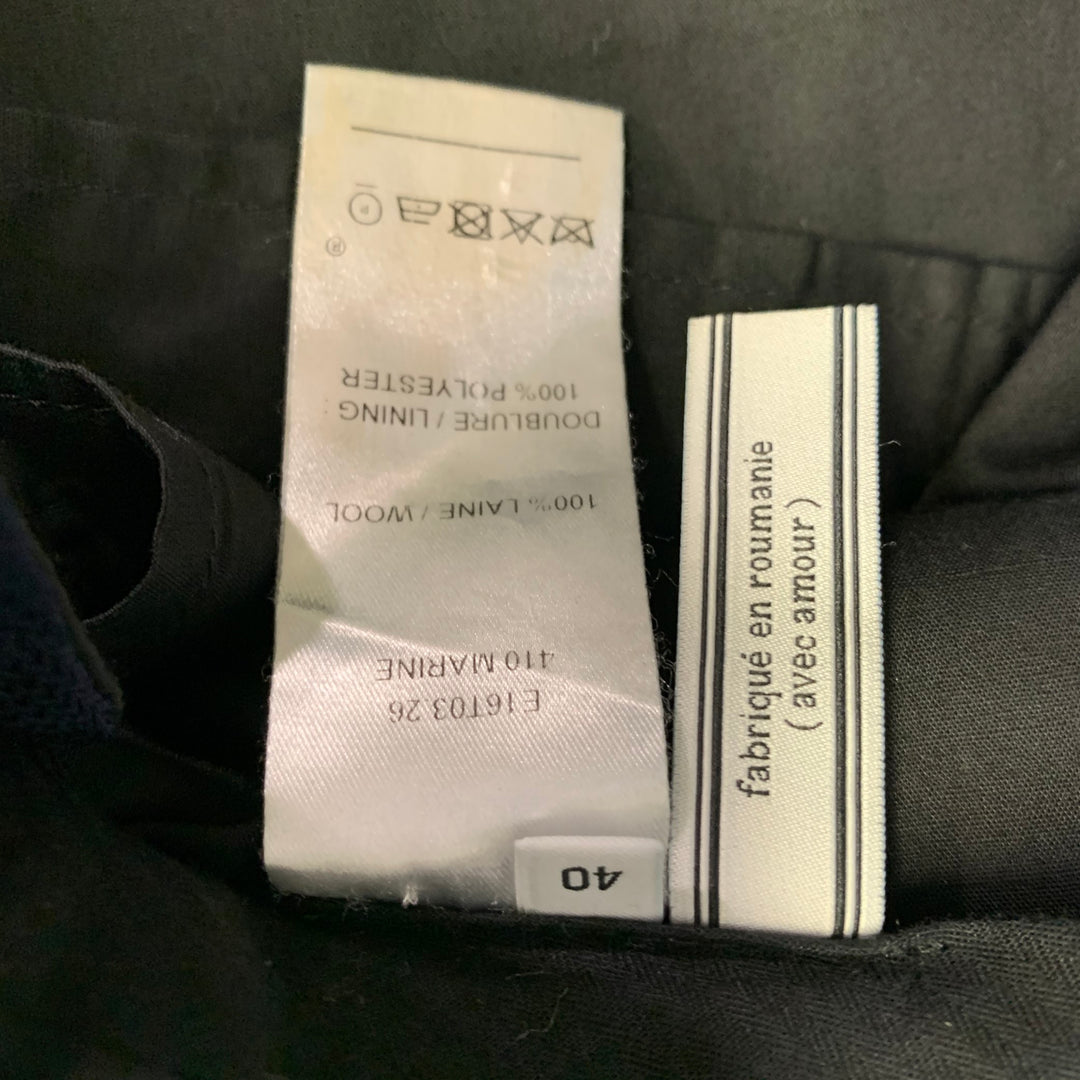 40
E16T03 26
410 MARINE
100% LAINE / WOOL
DOUBLURE / LINING :
100% POLYESTER
®
P
fabriqué en roumanie
( avec amour )